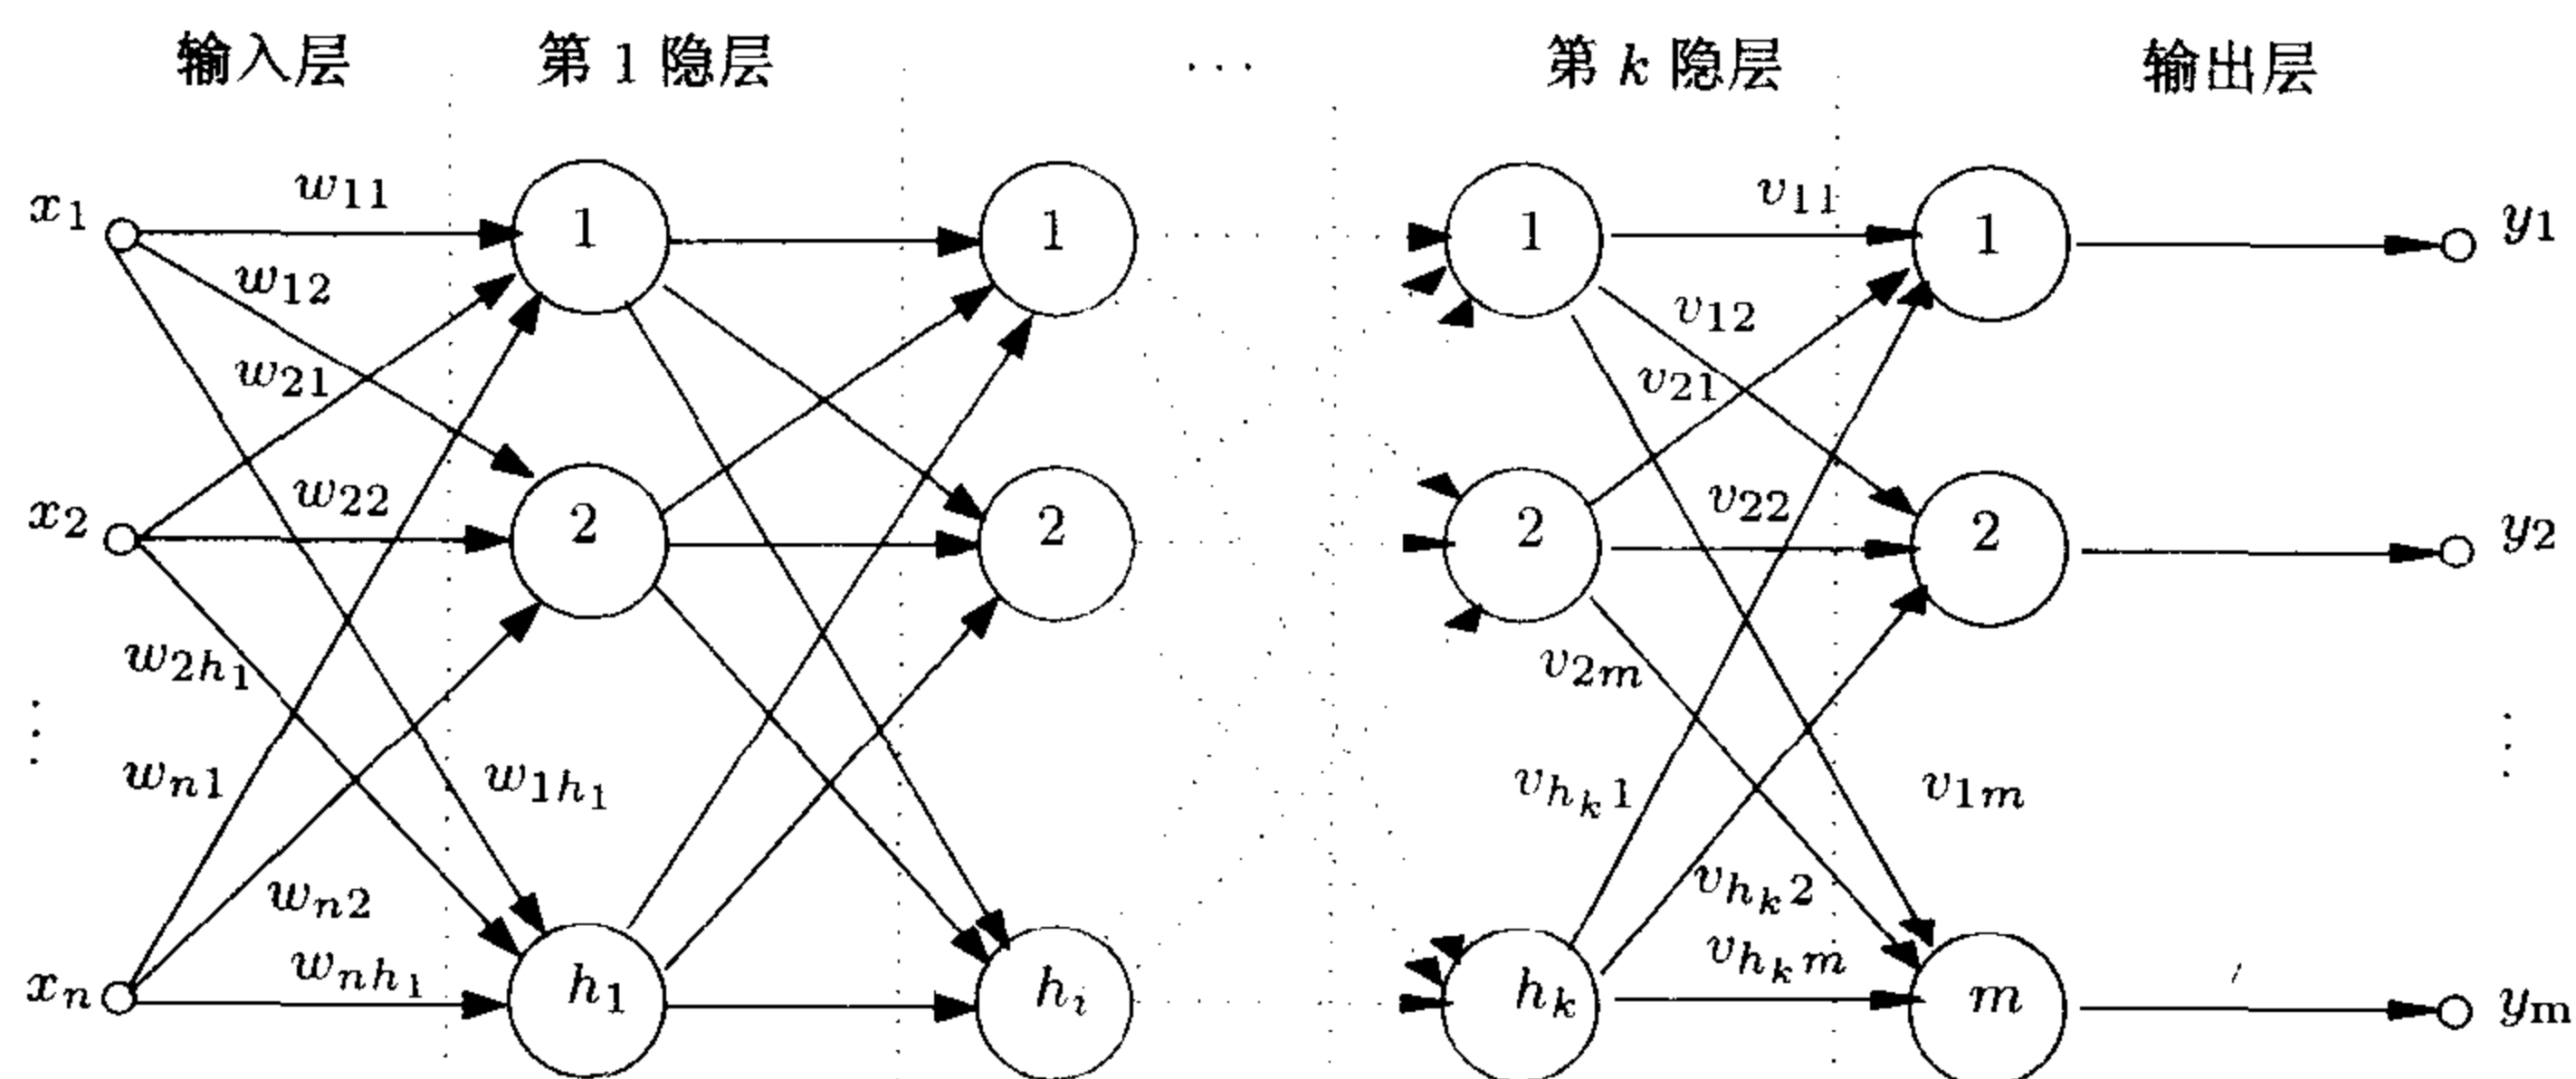 输入层 第 1 隐层 ··· 第 k 隐层 输出层
x1 w11 1 1 1 v11 1 y1
w12 v12
w21 v21
x2 w22 2 2 2 v22 2 y2
w2h1 v2m
⋮ ⋮
wn1 w1h1 vhk1 v1m
wn2 vhk2
xn wnh1 h1 hi hk vhkm m ym